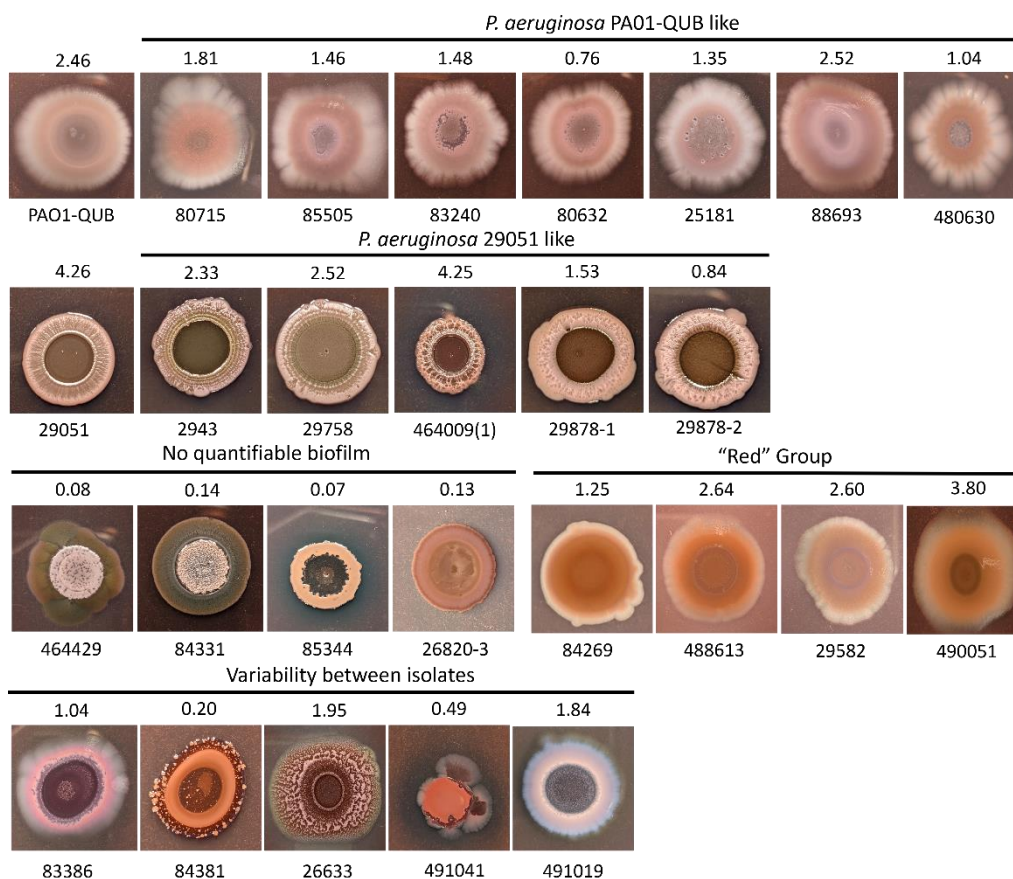 P. aeruginosa PA01-QUB like
2.46 1.81 1.46 1.48 0.76 1.35 2.52 1.04
PAO1-QUB 80715 85505 83240 80632 25181 88693 480630
P. aeruginosa 29051 like
4.26 2.33 2.52 4.25 1.53 0.84
29051 2943 29758 464009(1) 29878-1 29878-2
No quantifiable biofilm
"Red" Group
0.08 0.14 0.07 0.13 1.25 2.64 2.60 3.80
464429 84331 85344 26820-3 84269 488613 29582 490051
Variability between isolates
1.04 0.20 1.95 0.49 1.84
83386 84381 26633 491041 491019